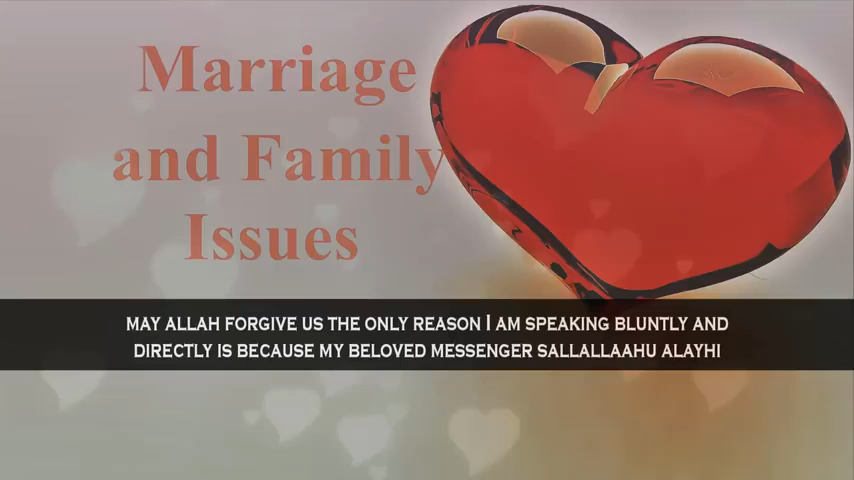 Marriage
and Family
Issues
MAY ALLAH FORGIVE US THE ONLY REASON I AM SPEAKING BLUNTLY AND
DIRECTLY IS BECAUSE MY BELOVED MESSENGER SALLALLAAHU ALAYHI